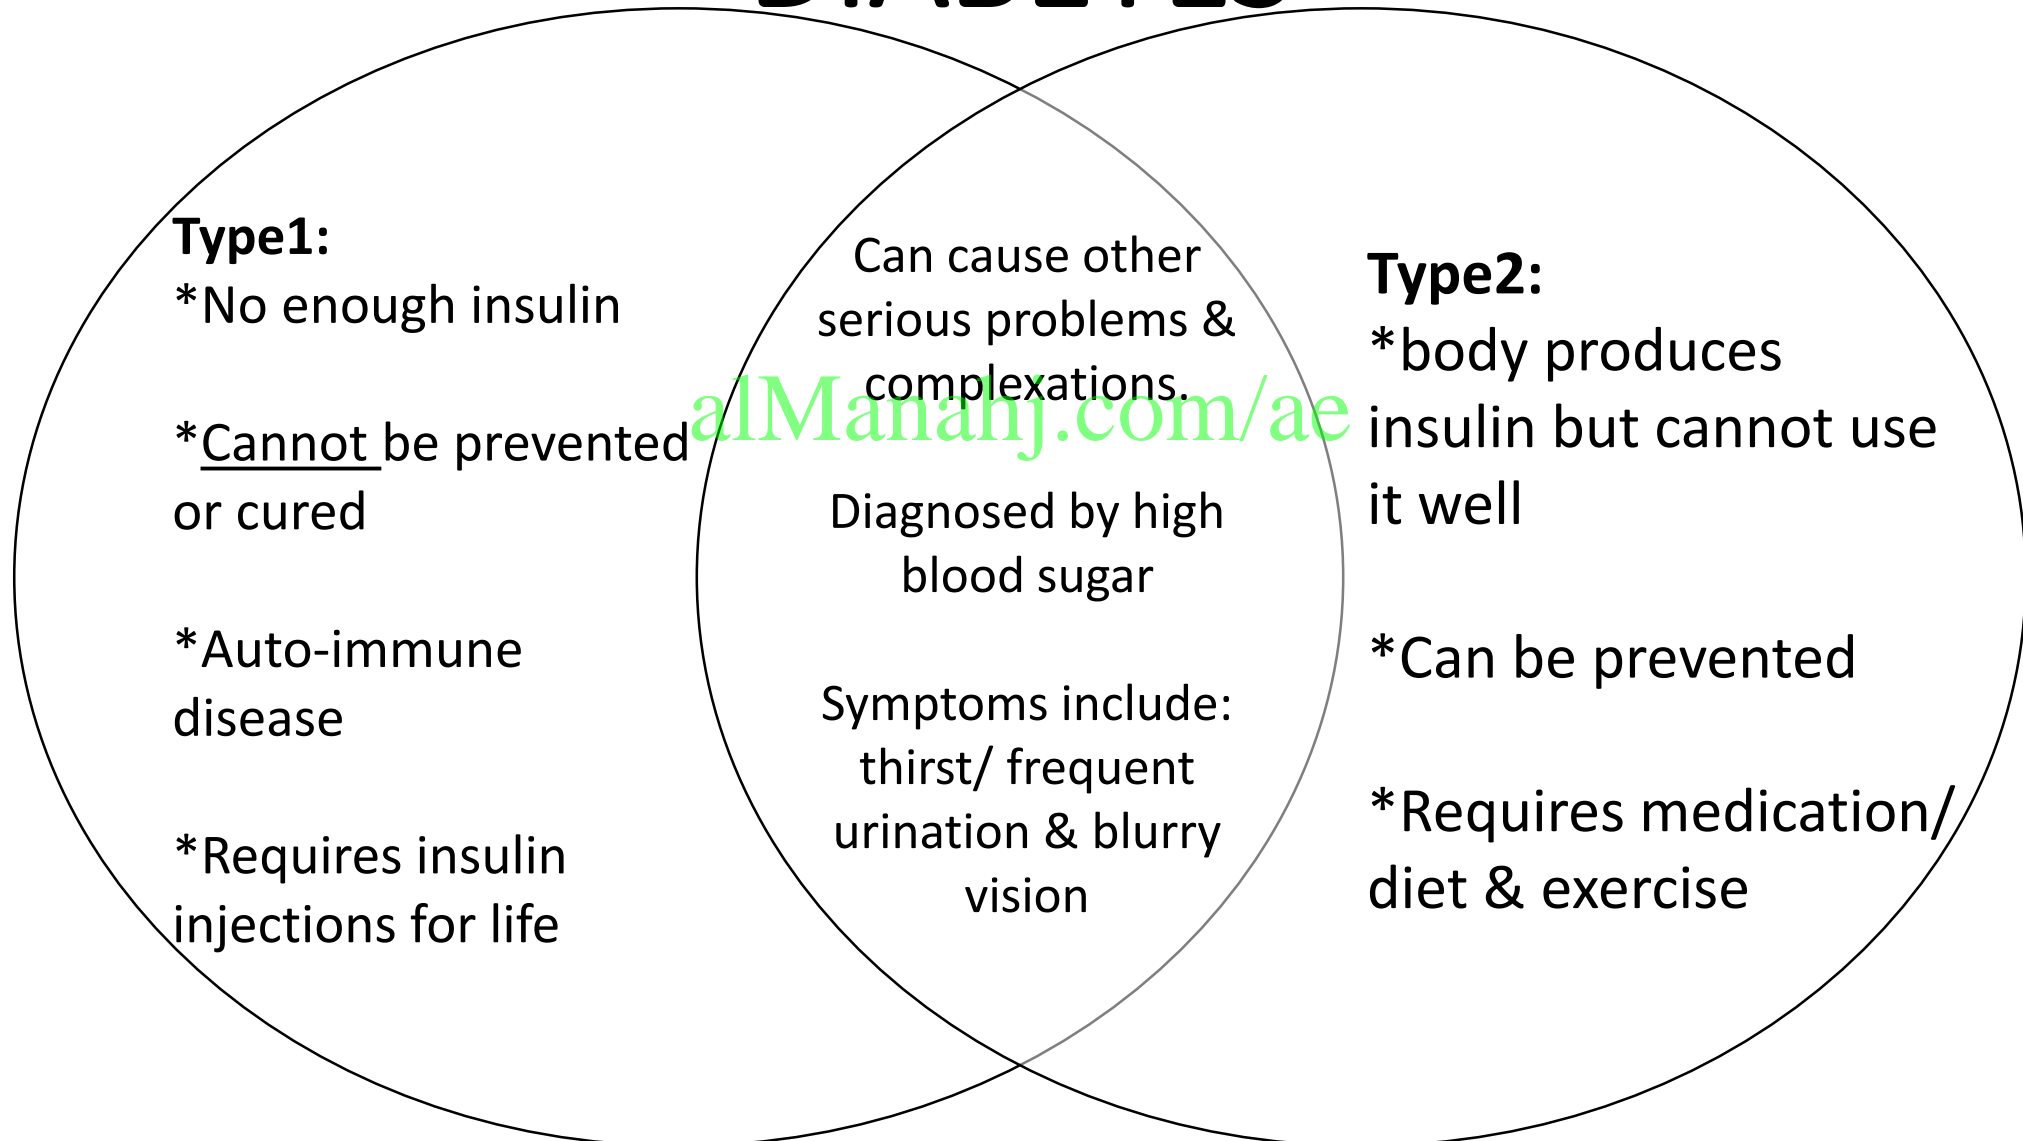 DIABETES
Type1:
*No enough insulin
*Cannot be prevented
or cured
*Auto-immune
disease
*Requires insulin
injections for life
Can cause other
serious problems &
complexations.
alManahj.com/ae
Diagnosed by high
blood sugar
Symptoms include:
thirst/ frequent
urination & blurry
vision
Type2:
*body produces
insulin but cannot use
it well
*Can be prevented
*Requires medication/
diet & exercise